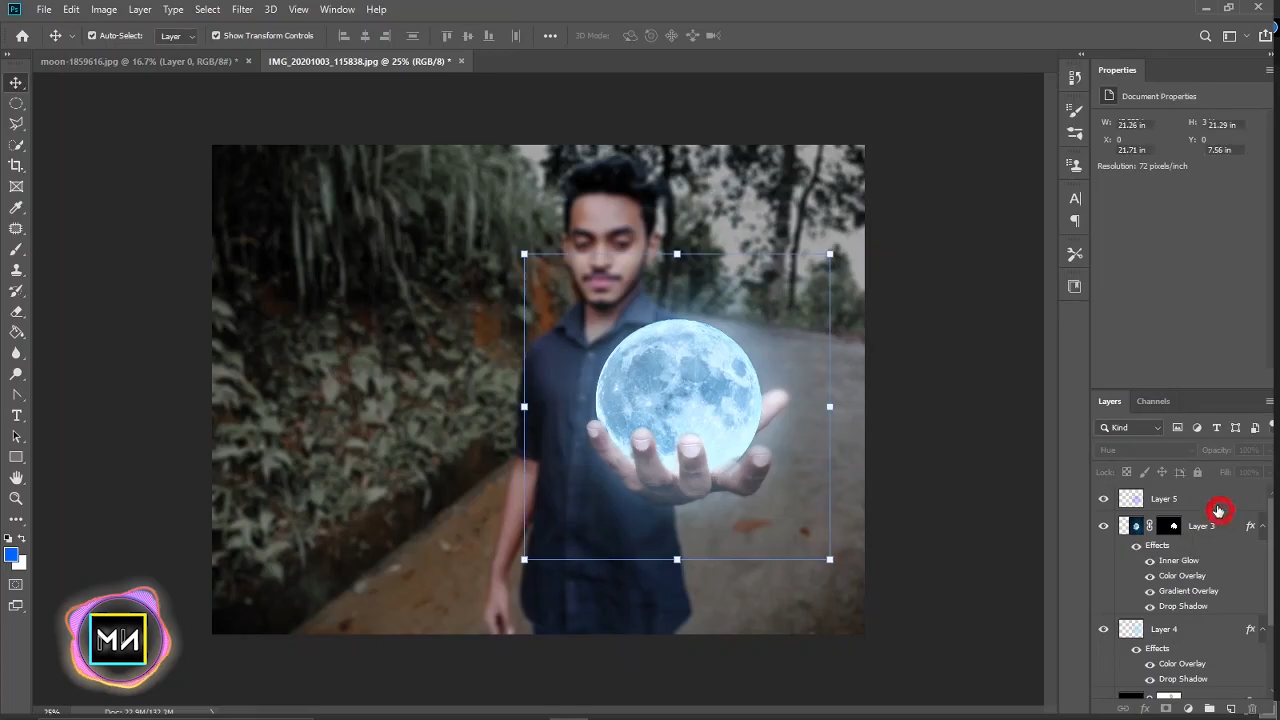 Ps File Edit Image Layer Type Select Filter 3D View Window Help
Auto-Select: Layer Show Transform Controls 3D Mode:
moon-1859616.jpg @ 16.7% (Layer 0, RGB/8#) * × IMG_20201003_115838.jpg @ 25% (RGB/8) * ×
Properties
Document Properties
W: 21.26 in H: 21.29 in
X: 21.71 in Y: 7.56 in
Resolution: 72 pixels/inch
Layers Channels
Kind
Hue Opacity: 100%
Lock: Fill: 100%
Layer 5
Layer 3 fx
Effects
Inner Glow
Color Overlay
Gradient Overlay
Drop Shadow
Layer 4 fx
Effects
Color Overlay
Drop Shadow
25% Doc: 22.9M/132.3M